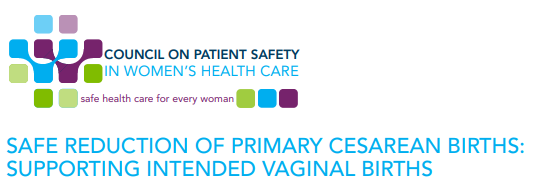 COUNCIL ON PATIENT SAFETY
IN WOMEN'S HEALTH CARE
safe health care for every woman
SAFE REDUCTION OF PRIMARY CESAREAN BIRTHS:
SUPPORTING INTENDED VAGINAL BIRTHS